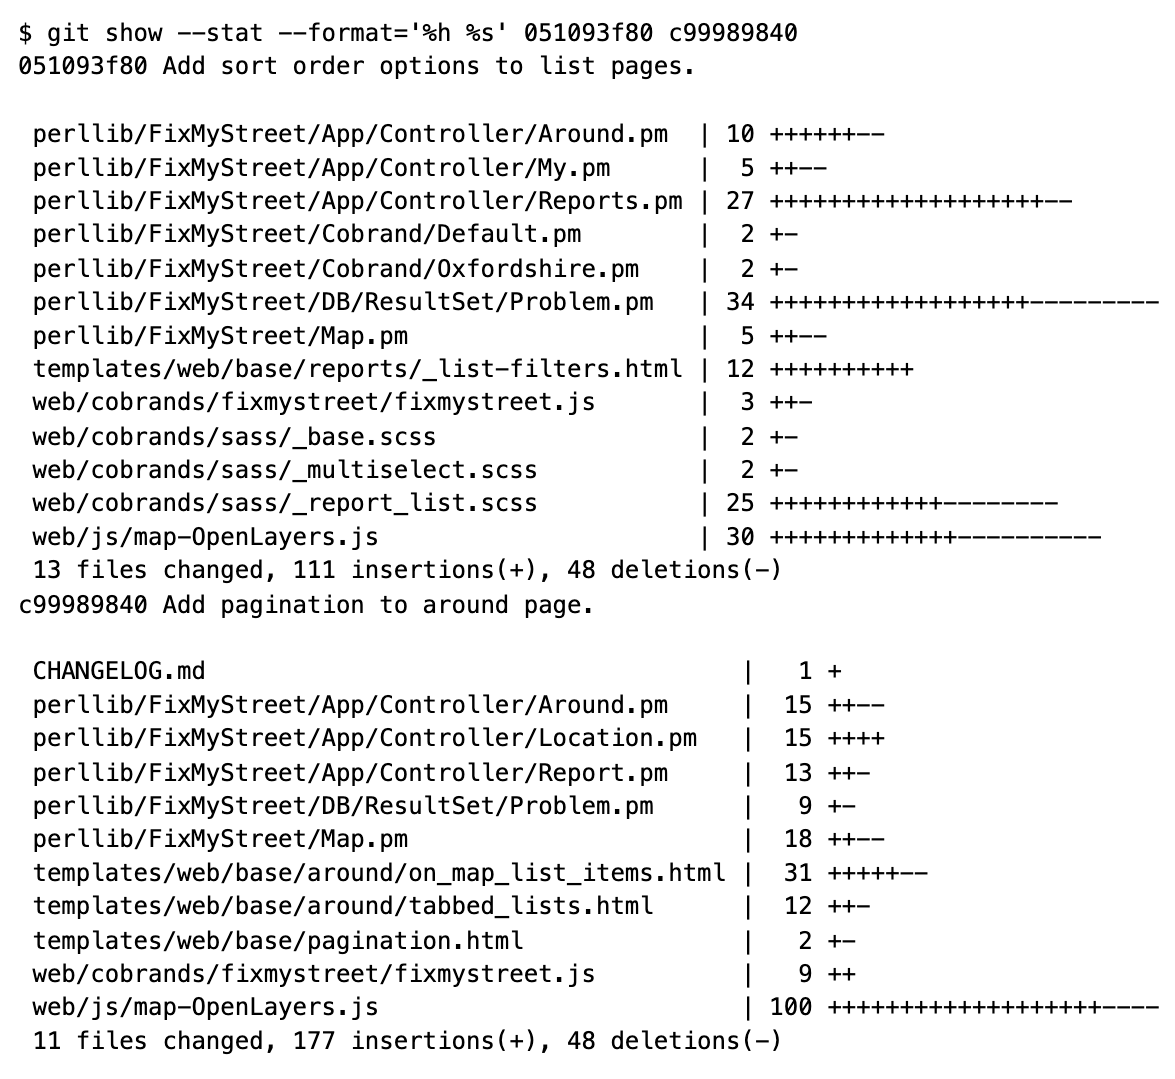 $ git show --stat --format='%h %s' 051093f80 c99989840
051093f80 Add sort order options to list pages.

 perllib/FixMyStreet/App/Controller/Around.pm  | 10 ++++++--
 perllib/FixMyStreet/App/Controller/My.pm      |  5 ++--
 perllib/FixMyStreet/App/Controller/Reports.pm | 27 +++++++++++++++++++--
 perllib/FixMyStreet/Cobrand/Default.pm        |  2 +-
 perllib/FixMyStreet/Cobrand/Oxfordshire.pm    |  2 +-
 perllib/FixMyStreet/DB/ResultSet/Problem.pm   | 34 ++++++++++++++++++---------
 perllib/FixMyStreet/Map.pm                    |  5 ++--
 templates/web/base/reports/_list-filters.html | 12 ++++++++++
 web/cobrands/fixmystreet/fixmystreet.js       |  3 ++-
 web/cobrands/sass/_base.scss                  |  2 +-
 web/cobrands/sass/_multiselect.scss           |  2 +-
 web/cobrands/sass/_report_list.scss           | 25 ++++++++++++--------
 web/js/map-OpenLayers.js                      | 30 +++++++++++++----------
 13 files changed, 111 insertions(+), 48 deletions(-)
c99989840 Add pagination to around page.

 CHANGELOG.md                                     |   1 +
 perllib/FixMyStreet/App/Controller/Around.pm     |  15 ++--
 perllib/FixMyStreet/App/Controller/Location.pm   |  15 ++++
 perllib/FixMyStreet/App/Controller/Report.pm     |  13 ++-
 perllib/FixMyStreet/DB/ResultSet/Problem.pm      |   9 +-
 perllib/FixMyStreet/Map.pm                       |  18 ++--
 templates/web/base/around/on_map_list_items.html |  31 +++++--
 templates/web/base/around/tabbed_lists.html      |  12 ++-
 templates/web/base/pagination.html               |   2 +-
 web/cobrands/fixmystreet/fixmystreet.js          |   9 ++
 web/js/map-OpenLayers.js                         | 100 +++++++++++++++++++----
 11 files changed, 177 insertions(+), 48 deletions(-)